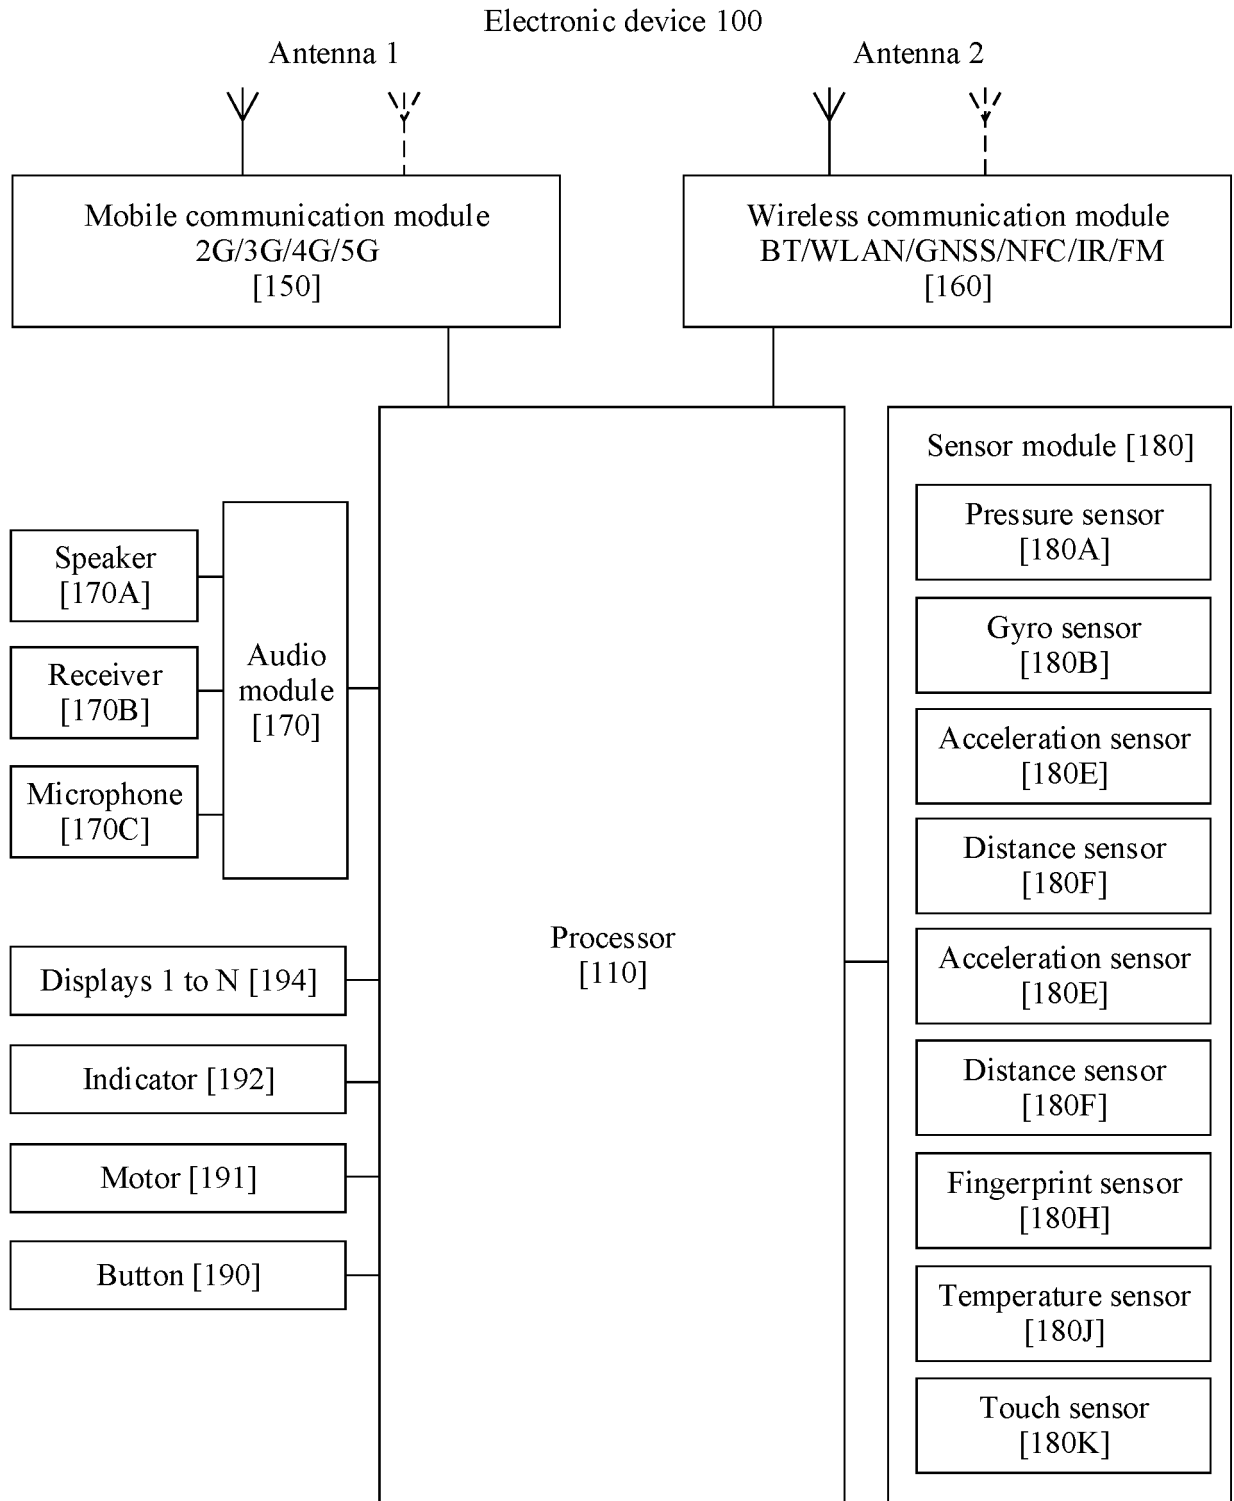 Electronic device 100
Antenna 1
Antenna 2
Mobile communication module
2G/3G/4G/5G
[150]
Wireless communication module
BT/WLAN/GNSS/NFC/IR/FM
[160]
Speaker
[170A]
Receiver
[170B]
Microphone
[170C]
Audio
module
[170]
Displays 1 to N [194]
Indicator [192]
Motor [191]
Button [190]
Processor
[110]
Sensor module [180]
Pressure sensor
[180A]
Gyro sensor
[180B]
Acceleration sensor
[180E]
Distance sensor
[180F]
Acceleration sensor
[180E]
Distance sensor
[180F]
Fingerprint sensor
[180H]
Temperature sensor
[180J]
Touch sensor
[180K]